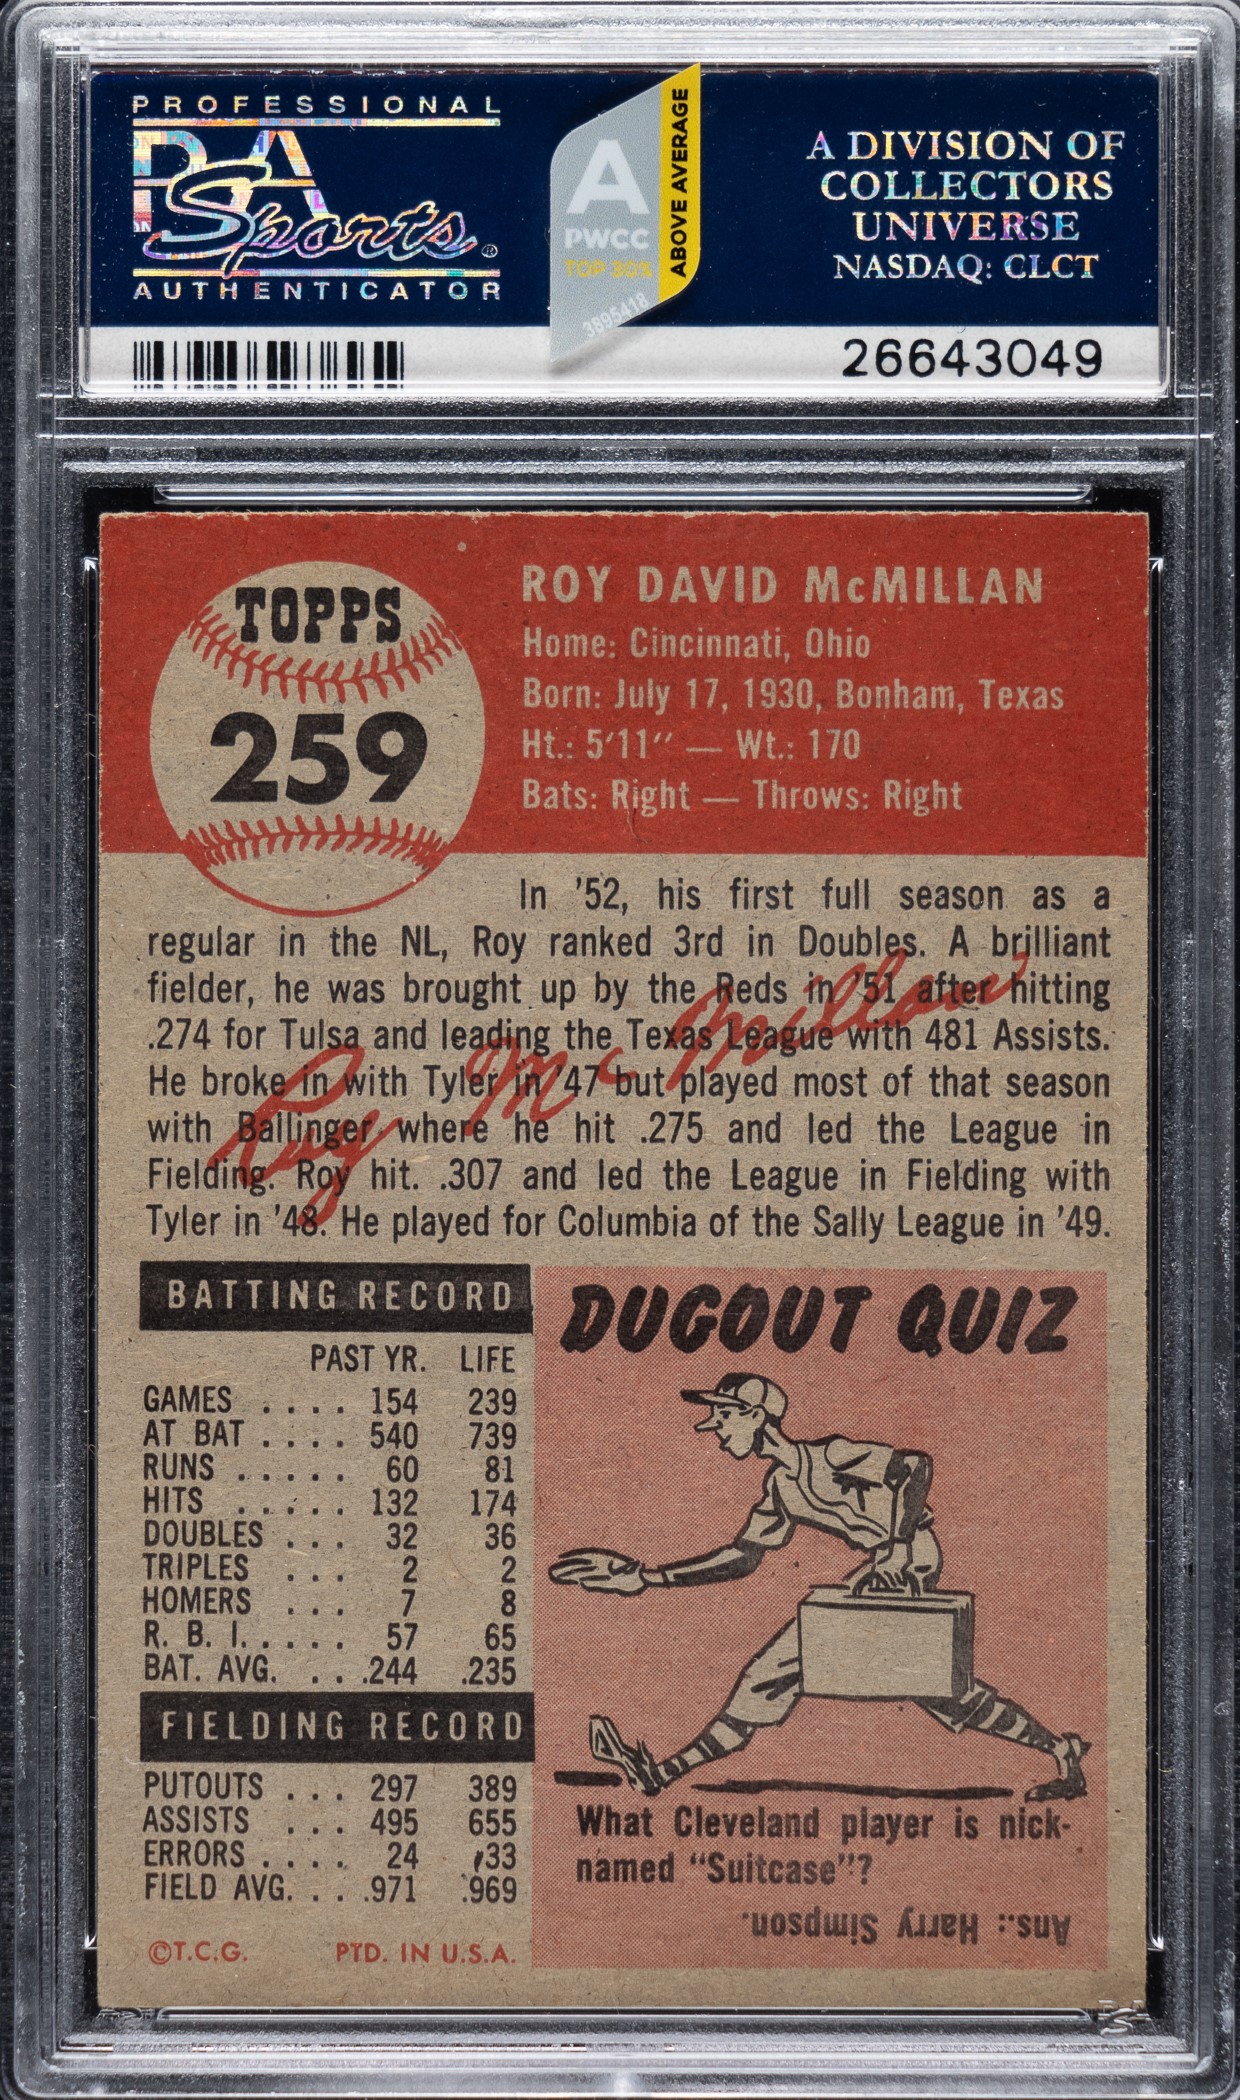 PROFESSIONAL
PSA
Sports®
AUTHENTICATOR
A
PWCC
TOP 30%
3895418
ABOVE AVERAGE
A DIVISION OF
COLLECTORS
UNIVERSE
NASDAQ: CLCT
26643049
TOPPS
259
ROY DAVID McMILLAN
Home: Cincinnati, Ohio
Born: July 17, 1930, Bonham, Texas
Ht.: 5'11" — Wt.: 170
Bats: Right — Throws: Right
In '52, his first full season as a
regular in the NL, Roy ranked 3rd in Doubles. A brilliant
fielder, he was brought up by the Reds in '51 after hitting
.274 for Tulsa and leading the Texas League with 481 Assists.
He broke in with Tyler in '47 but played most of that season
with Ballinger where he hit .275 and led the League in
Fielding. Roy hit. .307 and led the League in Fielding with
Tyler in '48. He played for Columbia of the Sally League in '49.
Roy McMillan
BATTING RECORD
PAST YR. LIFE
GAMES .... 154 239
AT BAT .... 540 739
RUNS ..... 60 81
HITS ..... 132 174
DOUBLES ... 32 36
TRIPLES ... 2 2
HOMERS ... 7 8
R. B. I. .... 57 65
BAT. AVG. ... .244 .235
FIELDING RECORD
PUTOUTS ... 297 389
ASSISTS ... 495 655
ERRORS .... 24 33
FIELD AVG. ... .971 .969
©T.C.G. PTD. IN U.S.A.
DUGOUT QUIZ
What Cleveland player is nick-
named "Suitcase"?
Ans.: Harry Simpson.